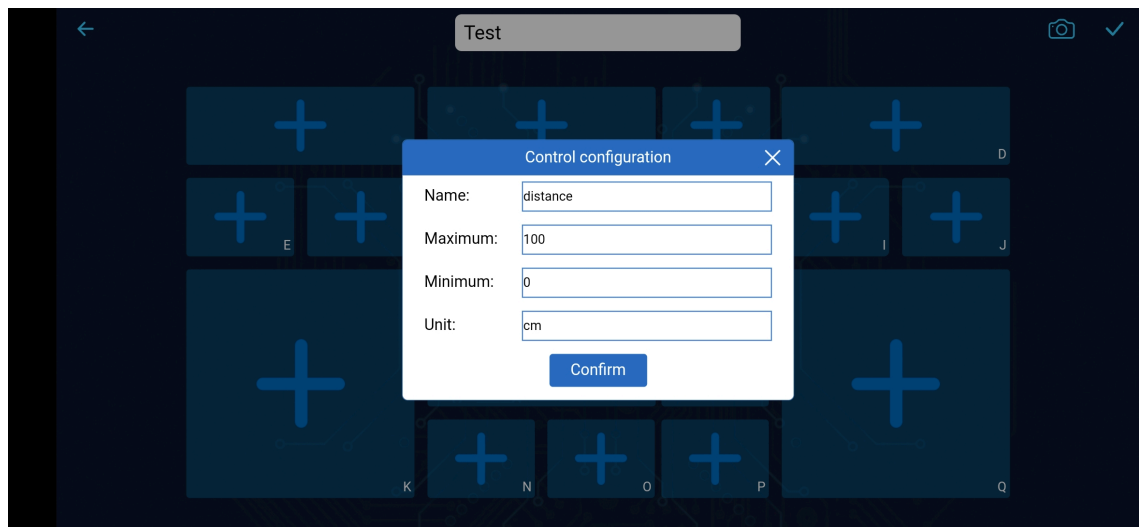 Test
D
Control configuration
Name: distance
E
I
J
Maximum: 100
Minimum: 0
Unit: cm
Confirm
K
N
O
P
Q